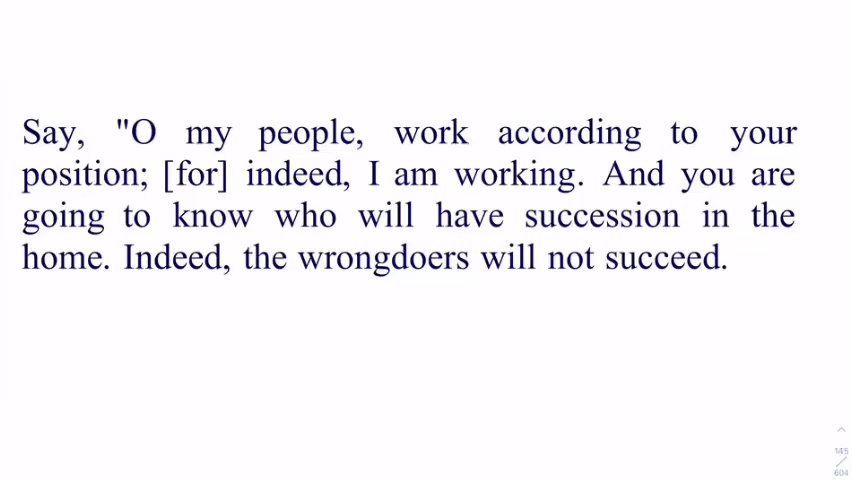 Say, "O my people, work according to your
position; [for] indeed, I am working. And you are
going to know who will have succession in the
home. Indeed, the wrongdoers will not succeed.
145
604